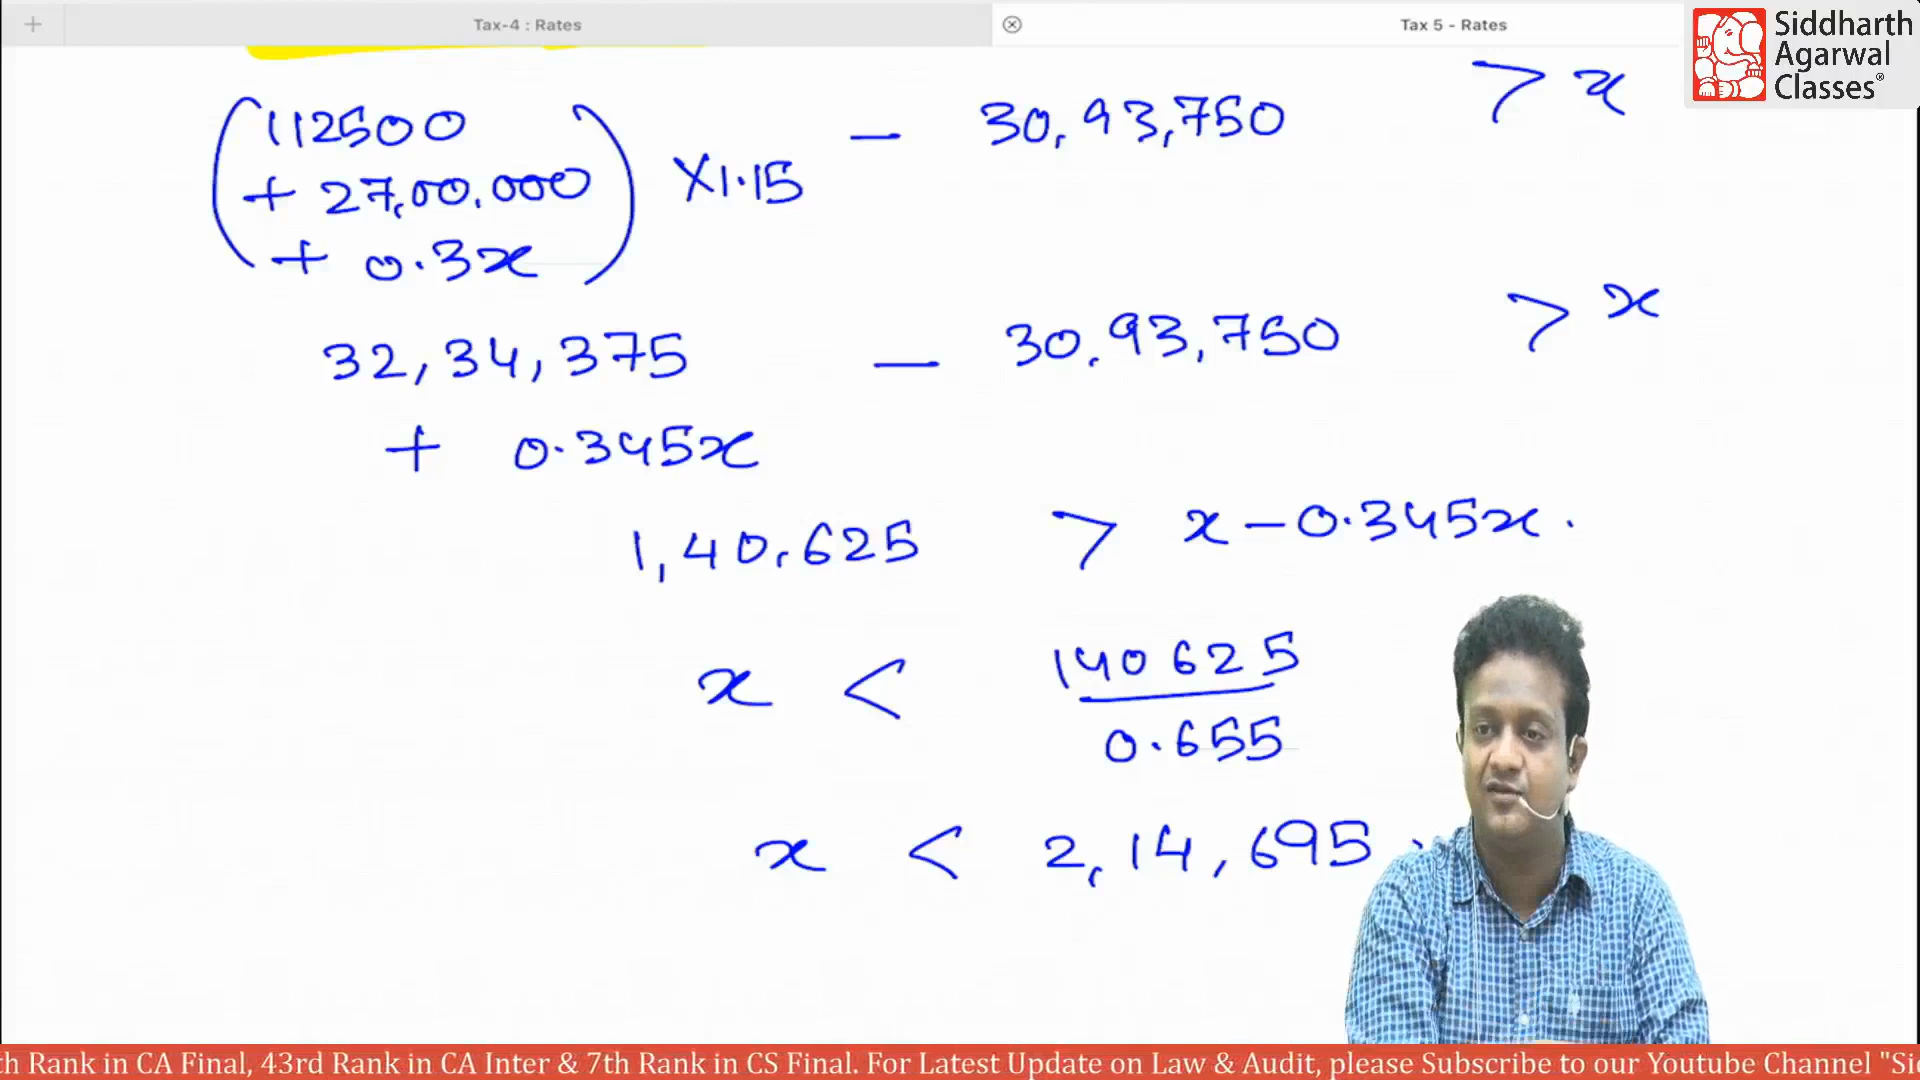 Tax-4 : Rates
Tax 5 - Rates
Siddharth
Agarwal
Classes®
(112500 + 27,00,000 + 0.3x) X1.15 - 30,93,750 > x
32,34,375 - 30,93,750 > x
+ 0.345x
1,40,625 > x - 0.345x.
x < 140625
0.655
x < 2,14,695
th Rank in CA Final, 43rd Rank in CA Inter & 7th Rank in CS Final. For Latest Update on Law & Audit, please Subscribe to our Youtube Channel "Si